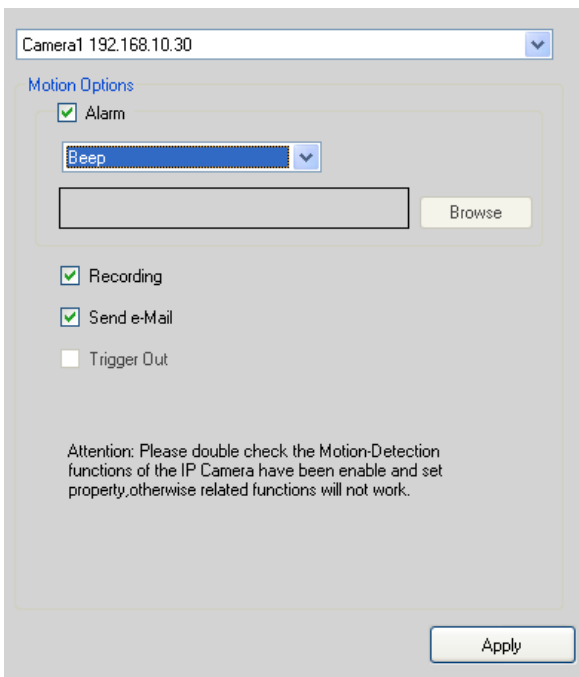 Camera1 192.168.10.30
Motion Options
Alarm
Beep
Browse
Recording
Send e-Mail
Trigger Out
Attention: Please double check the Motion-Detection
functions of the IP Camera have been enable and set
property,otherwise related functions will not work.
Apply